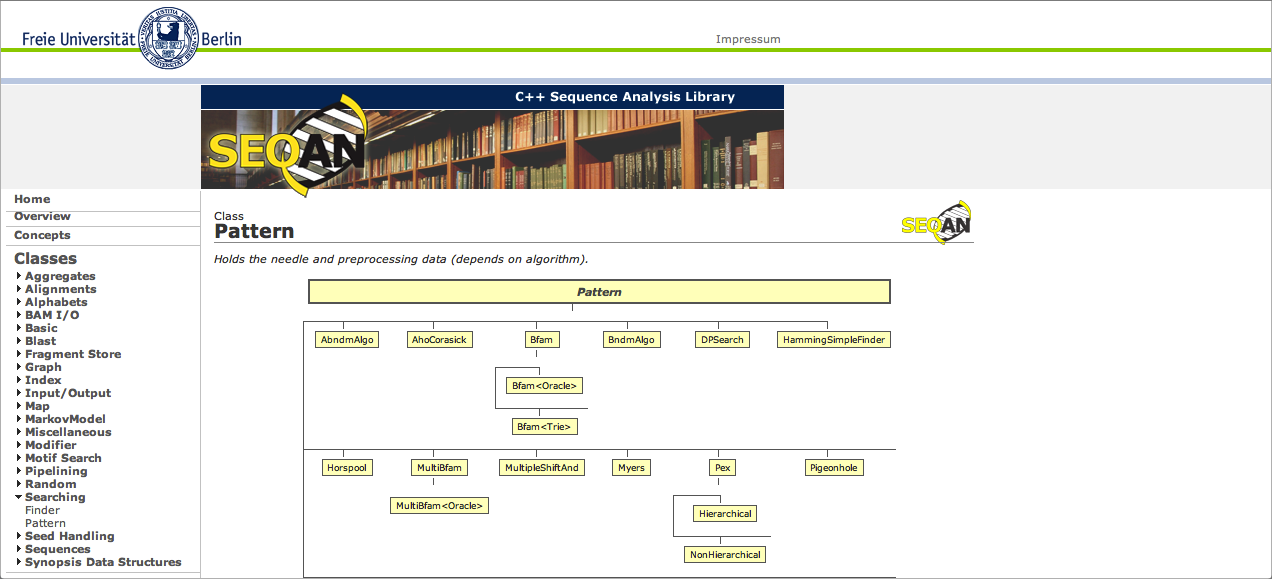 Freie Universität Berlin
Impressum
C++ Sequence Analysis Library
SEQAN
Home
Overview
Concepts
Classes
Aggregates
Alignments
Alphabets
BAM I/O
Basic
Blast
Fragment Store
Graph
Index
Input/Output
Map
MarkovModel
Miscellaneous
Modifier
Motif Search
Pipelining
Random
Searching
Finder
Pattern
Seed Handling
Sequences
Synopsis Data Structures
Class
Pattern
SEQAN
Holds the needle and preprocessing data (depends on algorithm).
Pattern
AbndmAlgo AhoCorasick Bfam BndmAlgo DPSearch HammingSimpleFinder
Bfam<Oracle>
Bfam<Trie>
Horspool MultiBfam MultipleShiftAnd Myers Pex Pigeonhole
MultiBfam<Oracle>
Hierarchical
NonHierarchical